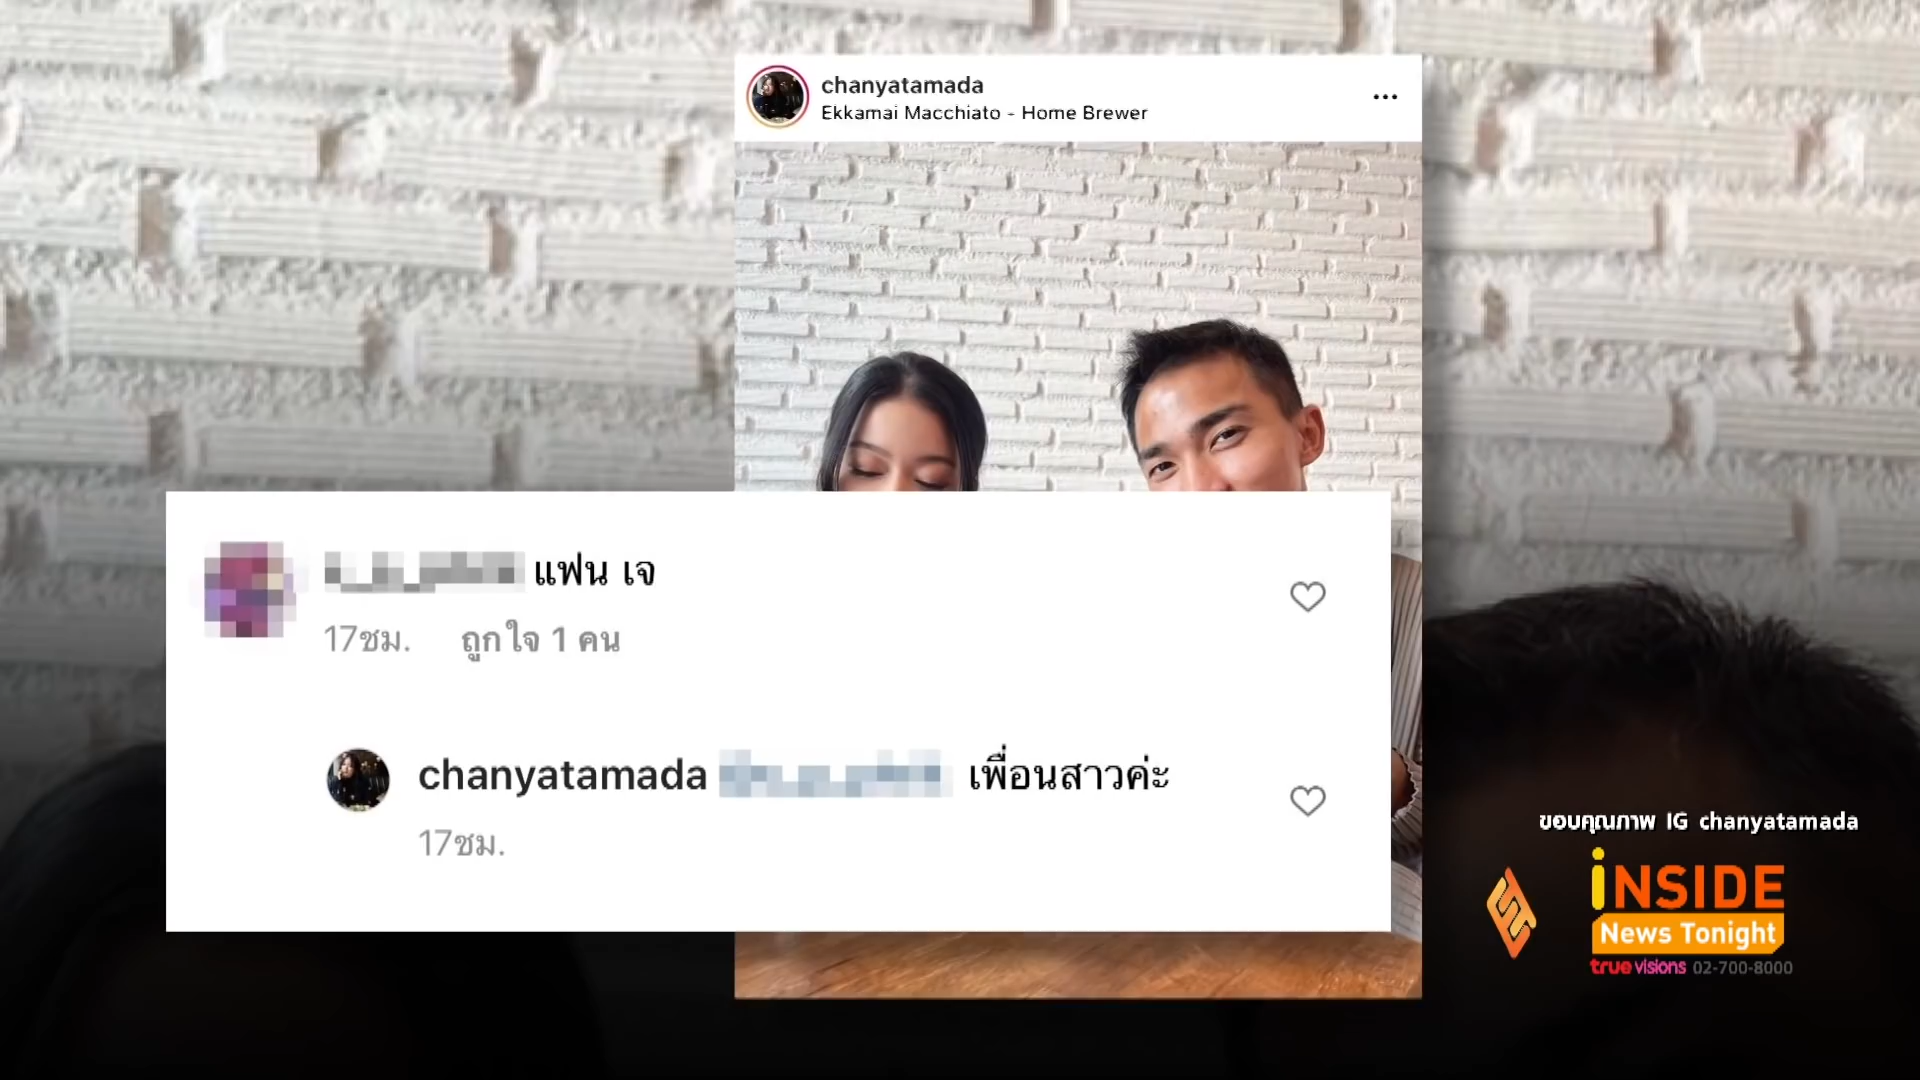 chanyatamada
Ekkamai Macchiato - Home Brewer
แฟน เจ
17ชม. ถูกใจ 1 คน
chanyatamada เพื่อนสาวค่ะ
17ชม.
ขอบคุณภาพ IG chanyatamada
iNSIDE
News Tonight
truevisions 02-700-8000